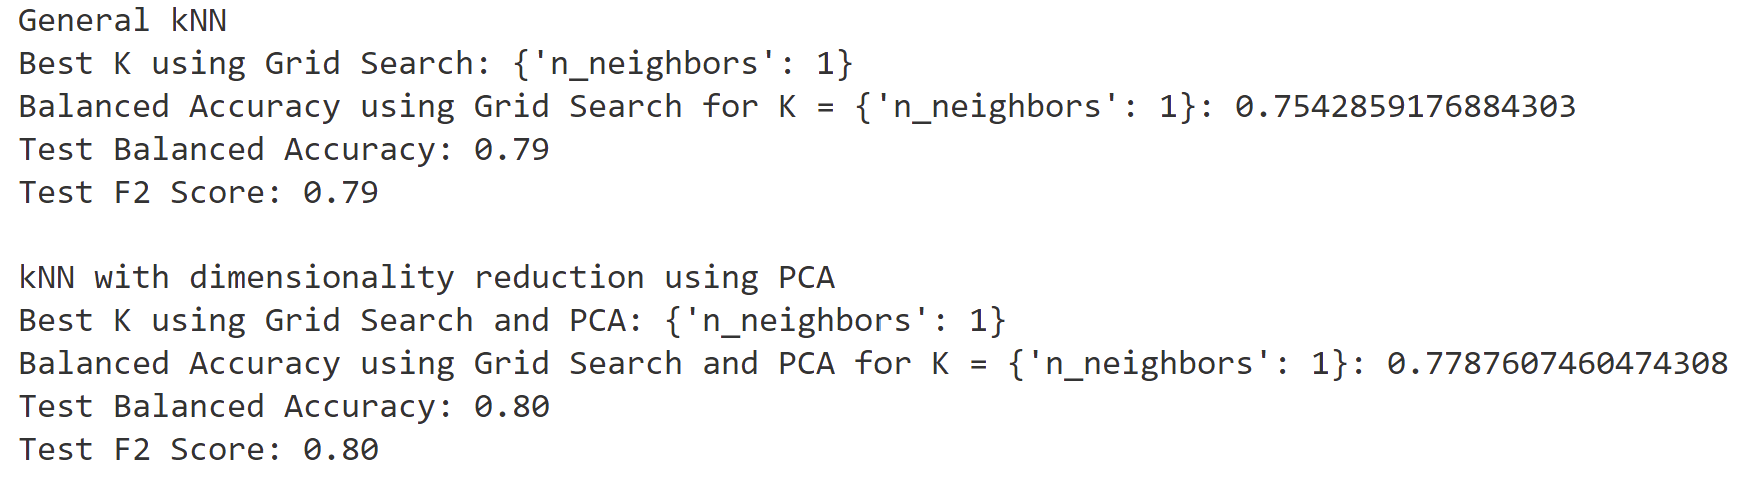 General kNN
Best K using Grid Search: {'n_neighbors': 1}
Balanced Accuracy using Grid Search for K = {'n_neighbors': 1}: 0.7542859176884303
Test Balanced Accuracy: 0.79
Test F2 Score: 0.79
kNN with dimensionality reduction using PCA
Best K using Grid Search and PCA: {'n_neighbors': 1}
Balanced Accuracy using Grid Search and PCA for K = {'n_neighbors': 1}: 0.7787607460474308
Test Balanced Accuracy: 0.80
Test F2 Score: 0.80